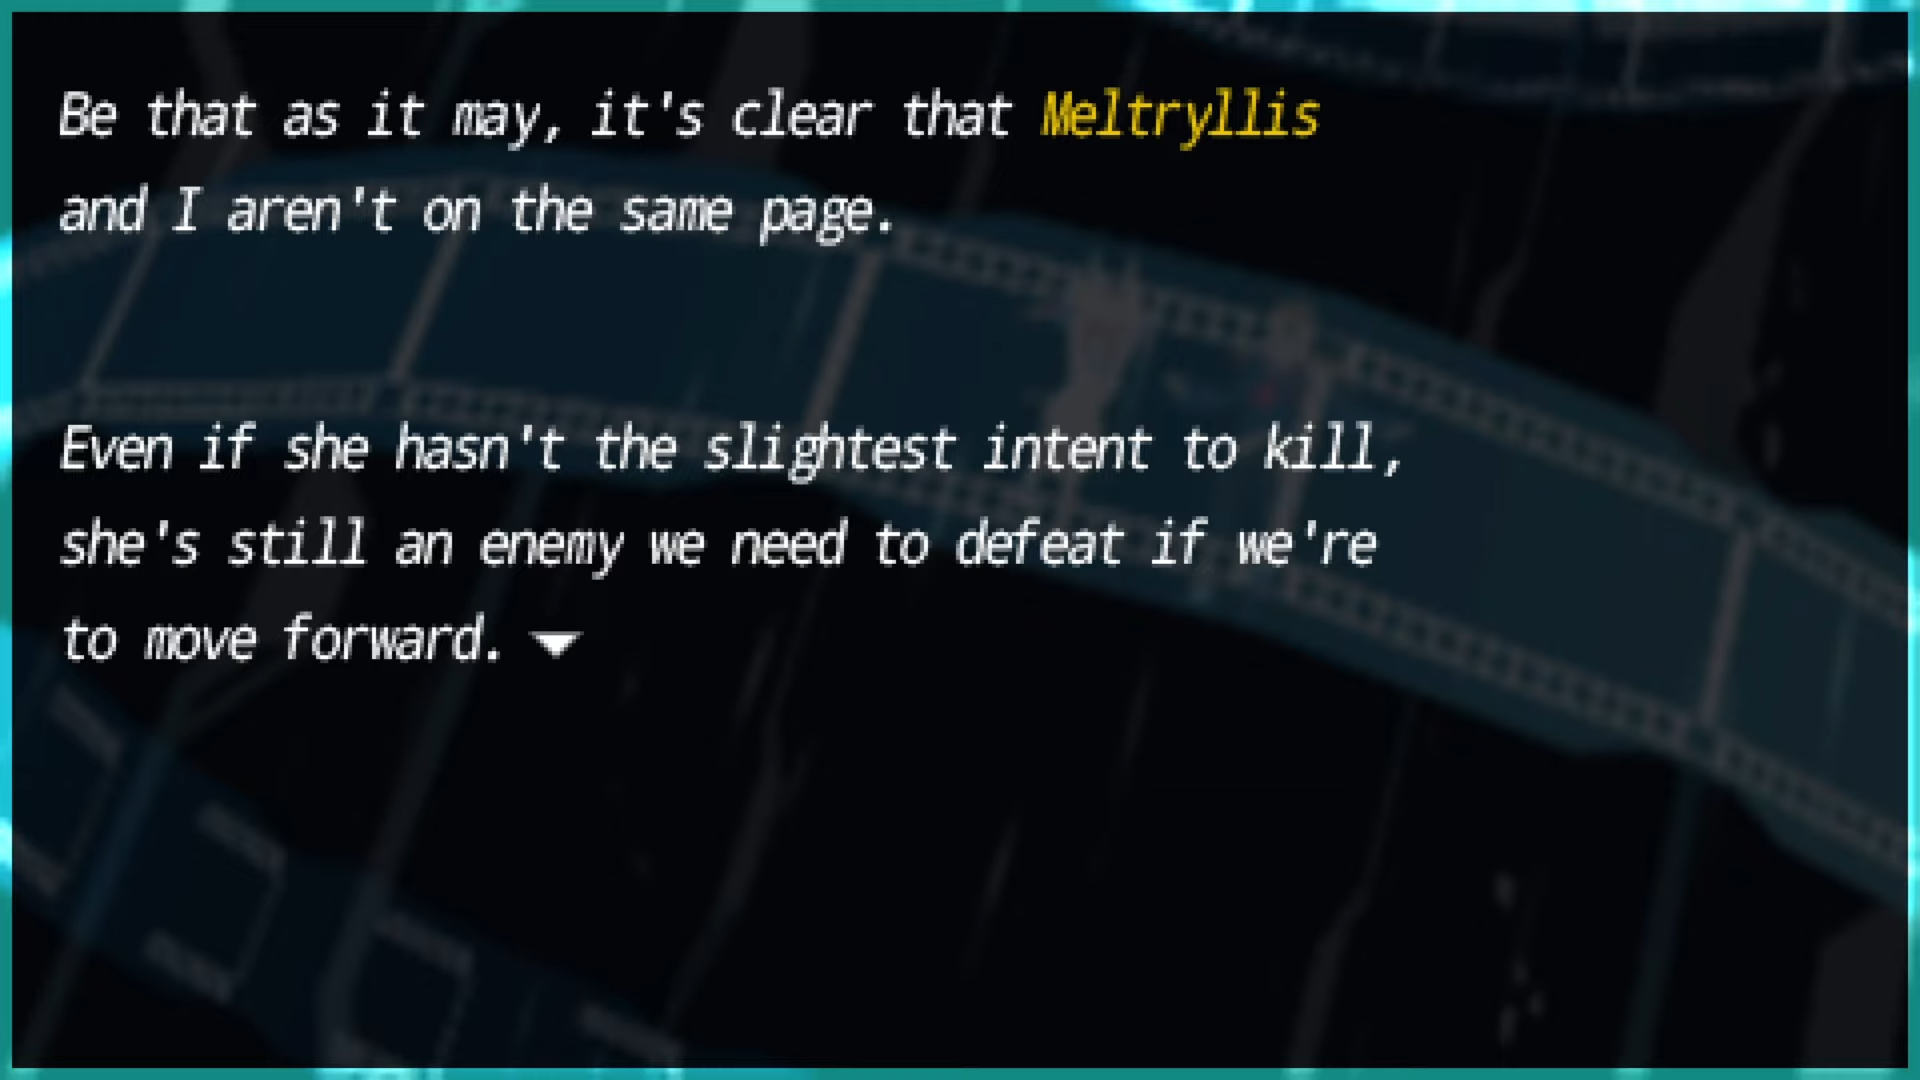 Be that as it may, it's clear that Meltryllis
and I aren't on the same page.
Even if she hasn't the slightest intent to kill,
she's still an enemy we need to defeat if we're
to move forward.